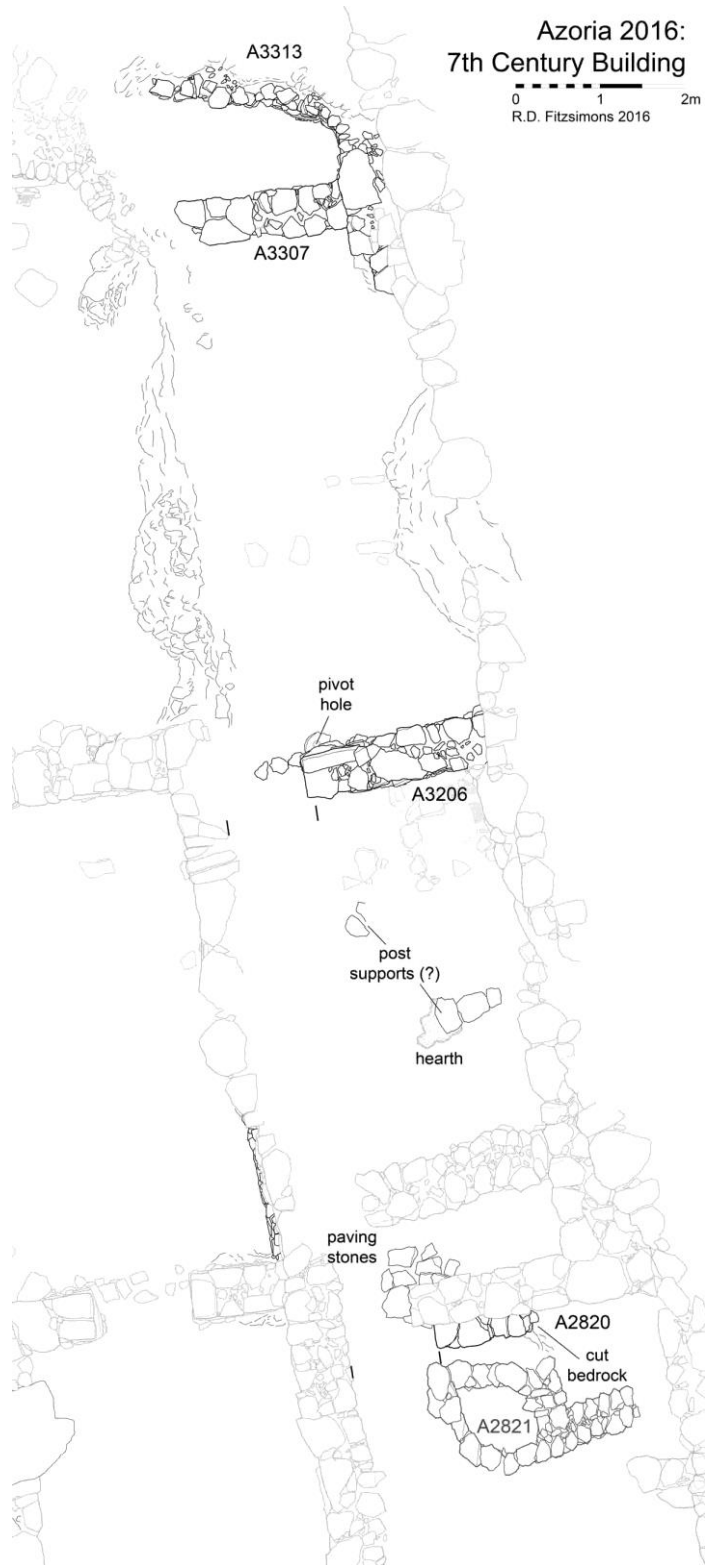 Azoria 2016:
7th Century Building
0 1 2m
R.D. Fitzsimons 2016
A3313
A3307
pivot
hole
A3206
post
supports (?)
hearth
paving
stones
A2820
cut
bedrock
A2821